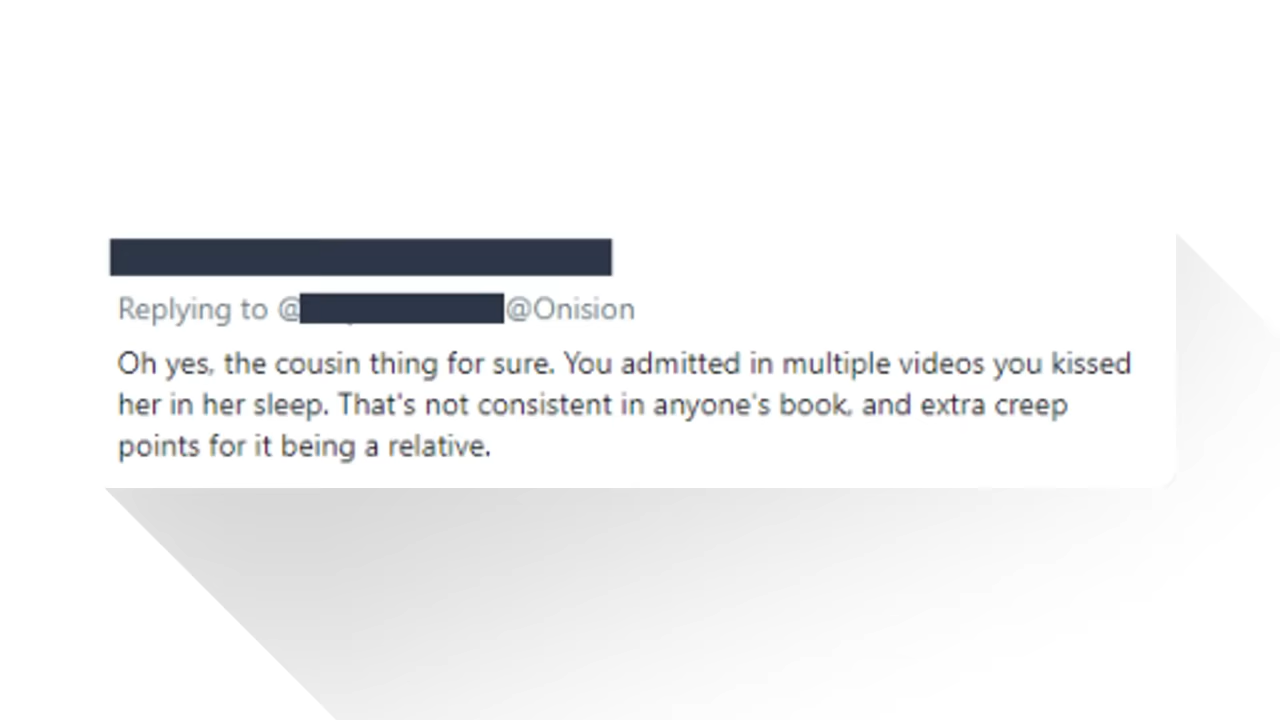 Replying to @ @Onision
Oh yes, the cousin thing for sure. You admitted in multiple videos you kissed
her in her sleep. That's not consistent in anyone's book, and extra creep
points for it being a relative.